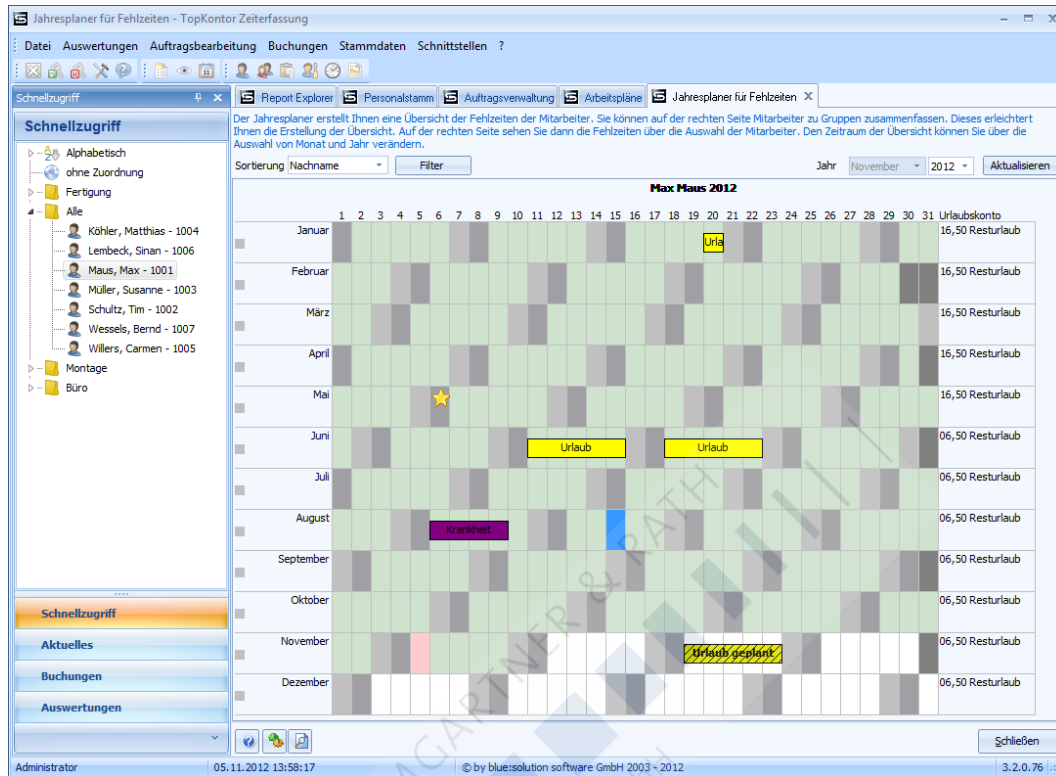 Jahresplaner für Fehlzeiten - TopKontor Zeiterfassung
Datei Auswertungen Auftragsbearbeitung Buchungen Stammdaten Schnittstellen ?
Schnellzugriff
Report Explorer Personalstamm Auftragsverwaltung Arbeitspläne Jahresplaner für Fehlzeiten X
Schnellzugriff
Alphabetisch
ohne Zuordnung
Fertigung
Alle
Köhler, Matthias - 1004
Lembeck, Sinan - 1006
Maus, Max - 1001
Müller, Susanne - 1003
Schultz, Tim - 1002
Wessels, Bernd - 1007
Willers, Carmen - 1005
Montage
Büro
Schnellzugriff
Aktuelles
Buchungen
Auswertungen
Der Jahresplaner erstellt Ihnen eine Übersicht der Fehlzeiten der Mitarbeiter. Sie können auf der rechten Seite Mitarbeiter zu Gruppen zusammenfassen. Dieses erleichtert
Ihnen die Erstellung der Übersicht. Auf der rechten Seite sehen Sie dann die Fehlzeiten über die Auswahl der Mitarbeiter. Den Zeitraum der Übersicht können Sie über die
Auswahl von Monat und Jahr verändern.
Sortierung Nachname Filter Jahr November 2012 Aktualisieren
Max Maus 2012
1 2 3 4 5 6 7 8 9 10 11 12 13 14 15 16 17 18 19 20 21 22 23 24 25 26 27 28 29 30 31 Urlaubskonto
Januar Urla 16,50 Resturlaub
Februar 16,50 Resturlaub
März 16,50 Resturlaub
April 16,50 Resturlaub
Mai 16,50 Resturlaub
Juni Urlaub Urlaub 06,50 Resturlaub
Juli 06,50 Resturlaub
August Krankheit 06,50 Resturlaub
September 06,50 Resturlaub
Oktober 06,50 Resturlaub
November Urlaub geplant 06,50 Resturlaub
Dezember 06,50 Resturlaub
Schließen
Administrator 05.11.2012 13:58:17 © by blue:solution software GmbH 2003 - 2012 3.2.0.76